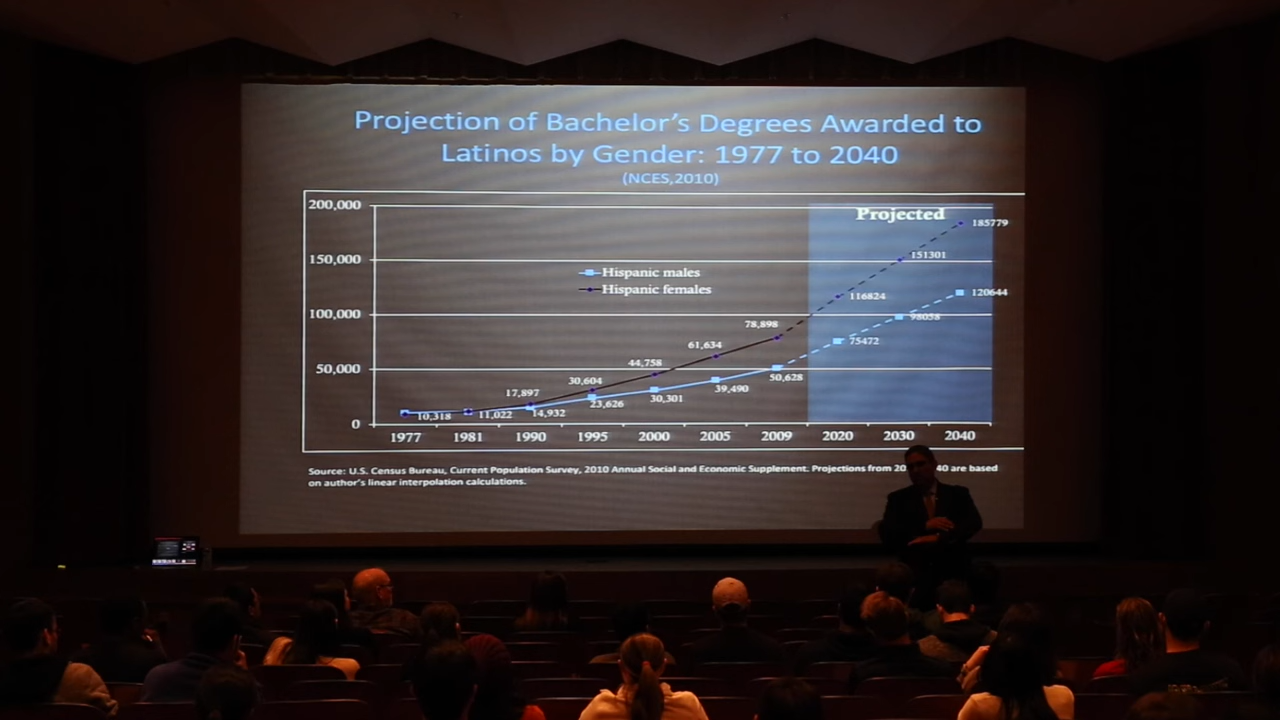 Projection of Bachelor's Degrees Awarded to
Latinos by Gender: 1977 to 2040
(NCES,2010)
200,000
Projected
185779
150,000
151301
Hispanic males
Hispanic females
116824
120644
100,000
98058
78,898
75472
61,634
50,000
44,758
50,628
30,604
39,490
17,897
30,301
23,626
10,318
11,022
14,932
0
1977 1981 1990 1995 2000 2005 2009 2020 2030 2040
Source: U.S. Census Bureau, Current Population Survey, 2010 Annual Social and Economic Supplement. Projections from 20 40 are based
on author's linear interpolation calculations.